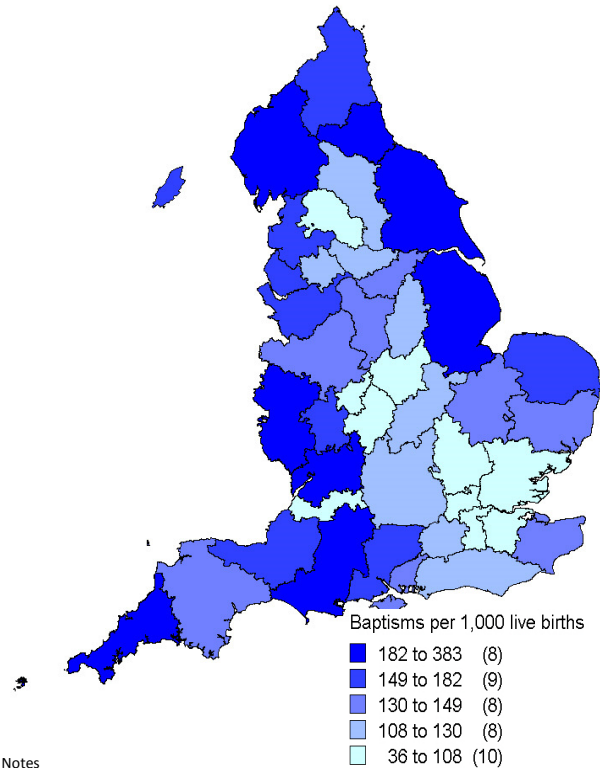 Baptisms per 1,000 live births
182 to 383 (8)
149 to 182 (9)
130 to 149 (8)
108 to 130 (8)
36 to 108 (10)
Notes